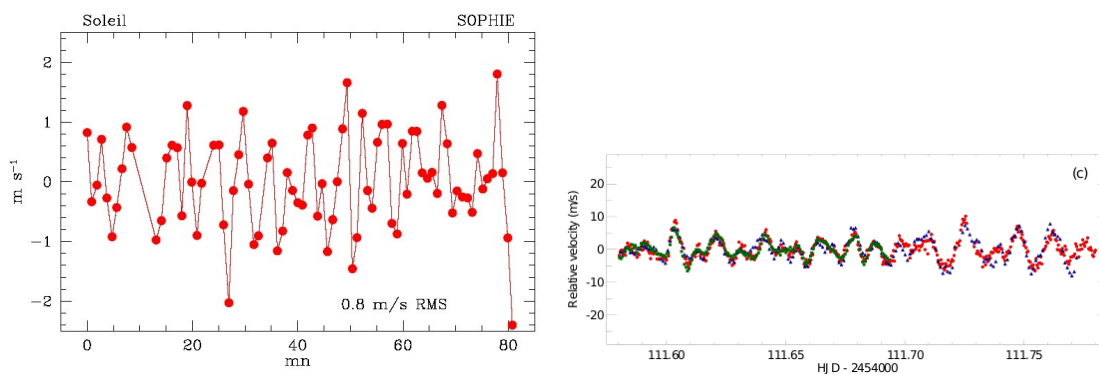 Soleil SOPHIE
2
1
0
-1
-2
m s⁻¹
0.8 m/s RMS
0 20 40 60 80
mn
(c)
20
10
0
-10
-20
Relative velocity (m/s)
111.60 111.65 111.70 111.75
HJD - 2454000